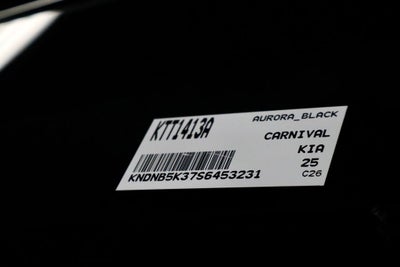 KTT1413A
AURORA_BLACK
CARNIVAL
KIA
25
C26
KNDNB5K37S6453231